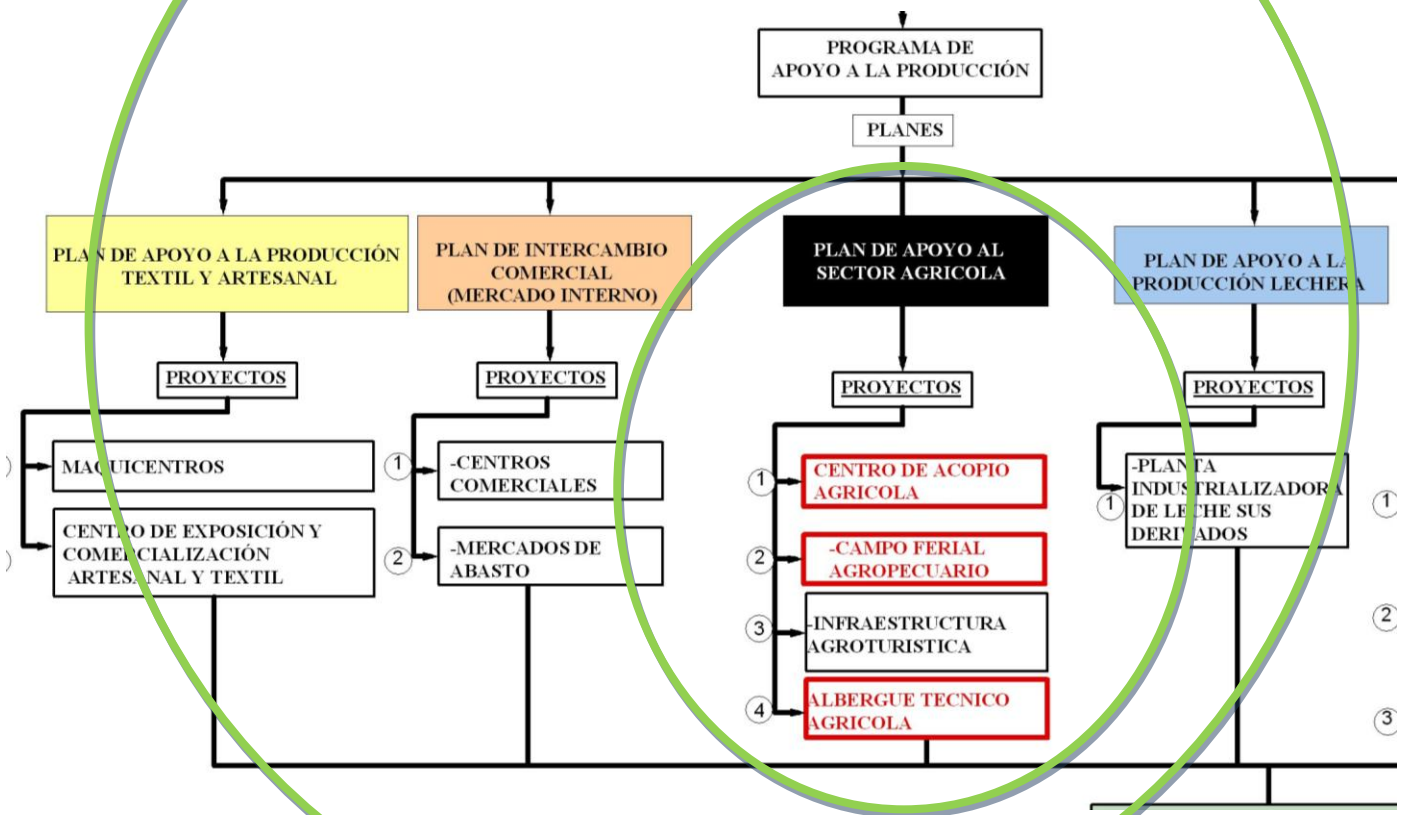 PROGRAMA DE
APOYO A LA PRODUCCIÓN
PLANES
PLAN DE APOYO A LA PRODUCCIÓN
TEXTIL Y ARTESANAL
PROYECTOS
MAQUICENTROS
CENTRO DE EXPOSICIÓN Y
COMERCIALIZACIÓN
ARTESANAL Y TEXTIL
PLAN DE INTERCAMBIO
COMERCIAL
(MERCADO INTERNO)
PROYECTOS
1
-CENTROS
COMERCIALES
2
-MERCADOS DE
ABASTO
PLAN DE APOYO AL
SECTOR AGRICOLA
PROYECTOS
1
CENTRO DE ACOPIO
AGRICOLA
2
-CAMPO FERIAL
AGROPECUARIO
3
-INFRAESTRUCTURA
AGROTURISTICA
4
ALBERGUE TECNICO
AGRICOLA
PLAN DE APOYO A LA
PRODUCCIÓN LECHERA
PROYECTOS
1
-PLANTA
INDUSTRIALIZADORA
DE LECHE SUS
DERIVADOS
1
2
3